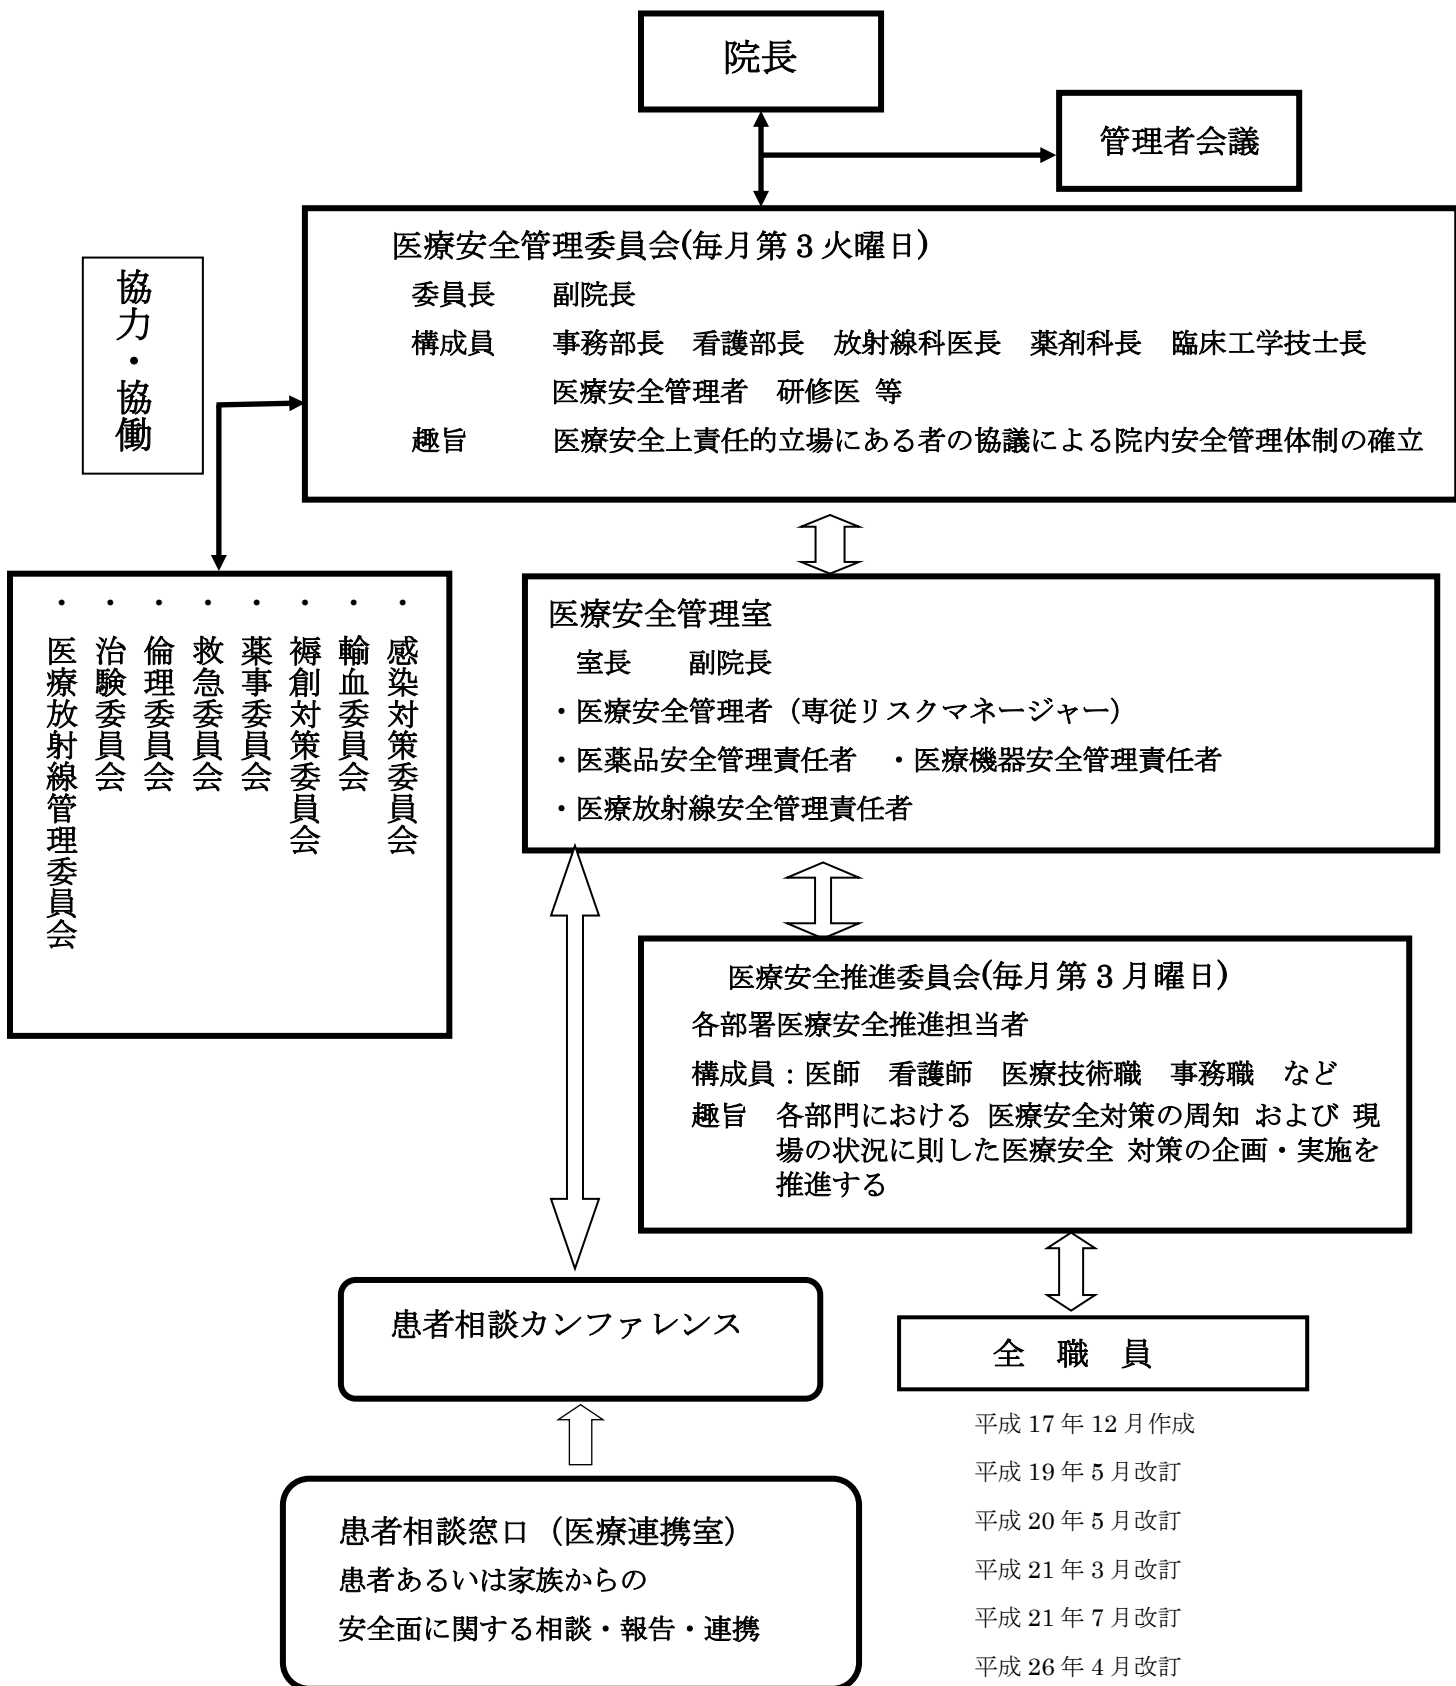 院長
管理者会議
医療安全管理委員会(毎月第3火曜日)
委員長 副院長
構成員 事務部長 看護部長 放射線科医長 薬剤科長 臨床工学技士長
医療安全管理者 研修医 等
趣旨 医療安全上責任的立場にある者の協議による院内安全管理体制の確立
協力・協働
・感染対策委員会
・輸血委員会
・褥創対策委員会
・薬事委員会
・救急委員会
・倫理委員会
・治験委員会
・医療放射線管理委員会
医療安全管理室
室長 副院長
・医療安全管理者（専従リスクマネージャー）
・医薬品安全管理責任者 ・医療機器安全管理責任者
・医療放射線安全管理責任者
医療安全推進委員会(毎月第3月曜日)
各部署医療安全推進担当者
構成員：医師 看護師 医療技術職 事務職 など
趣旨 各部門における 医療安全対策の周知 および 現
場の状況に則した医療安全 対策の企画・実施を
推進する
患者相談カンファレンス
全 職 員
患者相談窓口（医療連携室）
患者あるいは家族からの
安全面に関する相談・報告・連携
平成17年12月作成
平成19年5月改訂
平成20年5月改訂
平成21年3月改訂
平成21年7月改訂
平成26年4月改訂